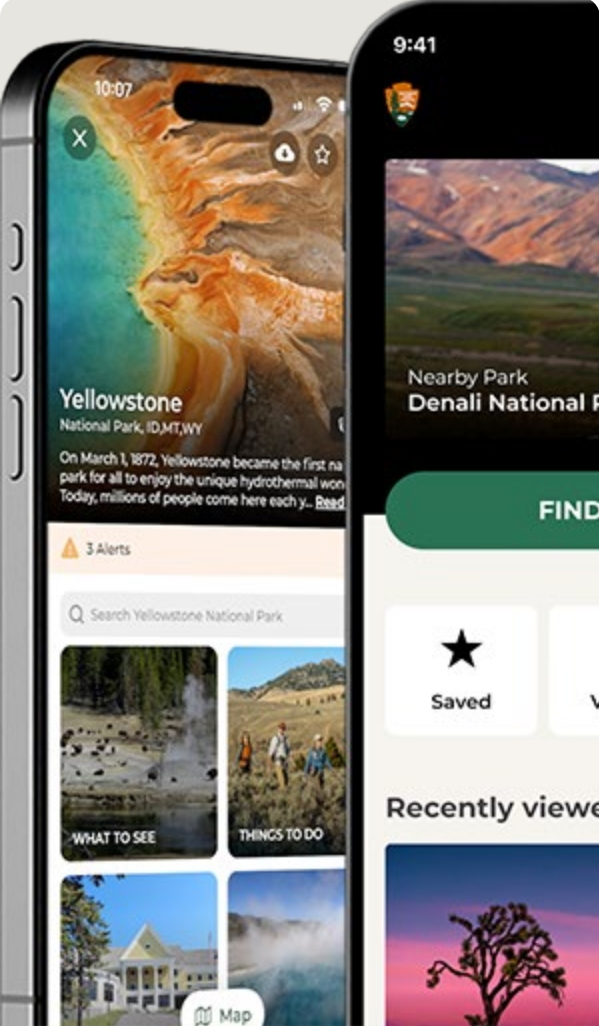 10:07
Yellowstone
National Park, ID,MT,WY
On March 1, 1872, Yellowstone became the first na
park for all to enjoy the unique hydrothermal won
Today, millions of people come here each y... Read
3 Alerts
Search Yellowstone National Park
WHAT TO SEE
THINGS TO DO
Map
9:41
Nearby Park
Denali National P
FIND
Saved
V
Recently viewe